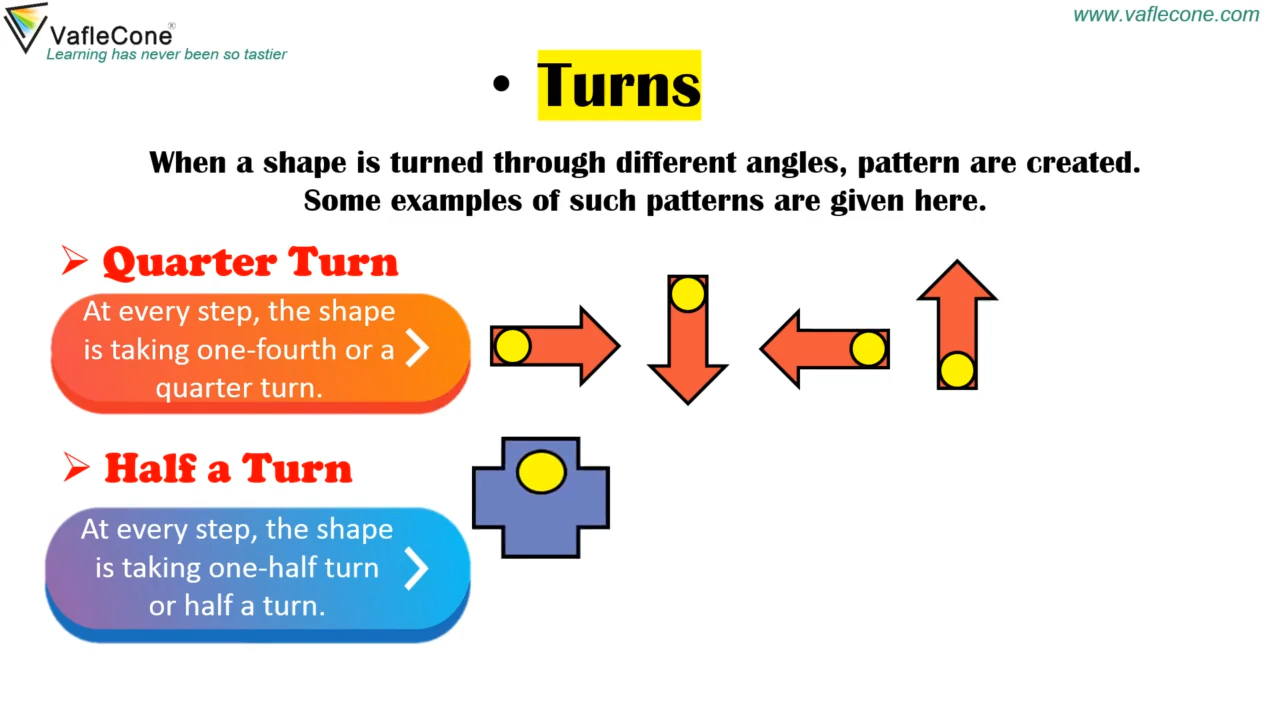 VafleCone®
Learning has never been so tastier
www.vaflecone.com
• Turns
When a shape is turned through different angles, pattern are created.
Some examples of such patterns are given here.
Quarter Turn
At every step, the shape
is taking one-fourth or a
quarter turn.
Half a Turn
At every step, the shape
is taking one-half turn
or half a turn.